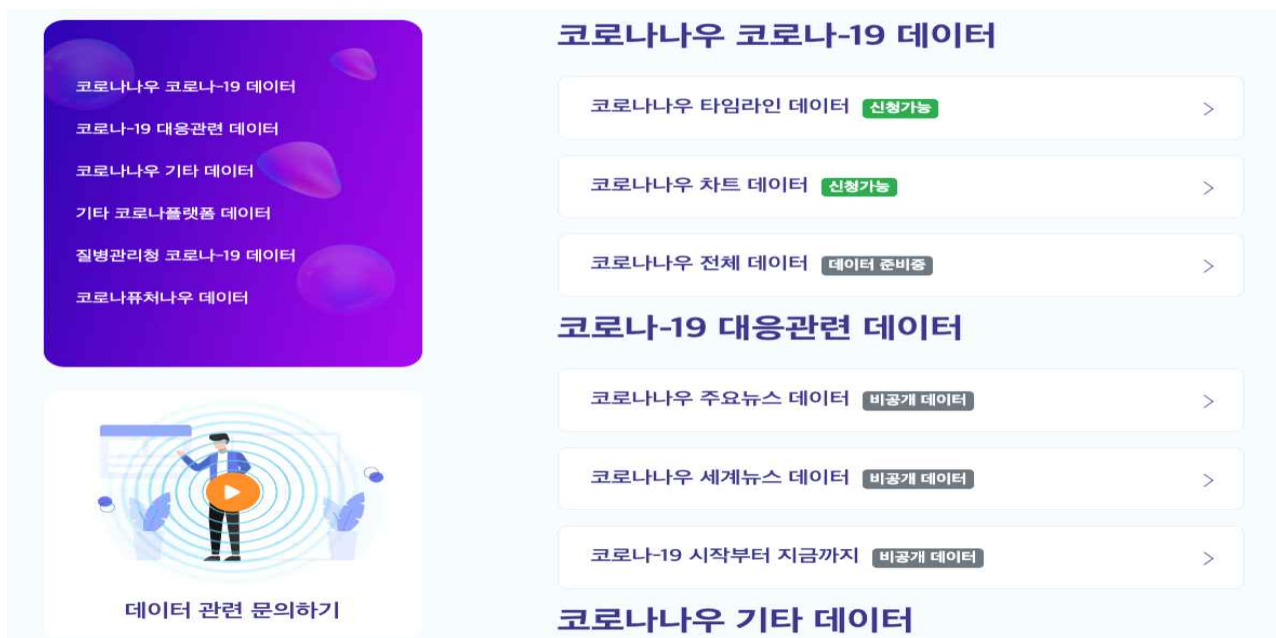 코로나나우 코로나-19 데이터
코로나-19 대응관련 데이터
코로나나우 기타 데이터
기타 코로나플랫폼 데이터
질병관리청 코로나-19 데이터
코로나퓨처나우 데이터
데이터 관련 문의하기
코로나나우 코로나-19 데이터
코로나나우 타임라인 데이터 신청가능
코로나나우 차트 데이터 신청가능
코로나나우 전체 데이터 데이터 준비중
코로나-19 대응관련 데이터
코로나나우 주요뉴스 데이터 비공개 데이터
코로나나우 세계뉴스 데이터 비공개 데이터
코로나-19 시작부터 지금까지 비공개 데이터
코로나나우 기타 데이터